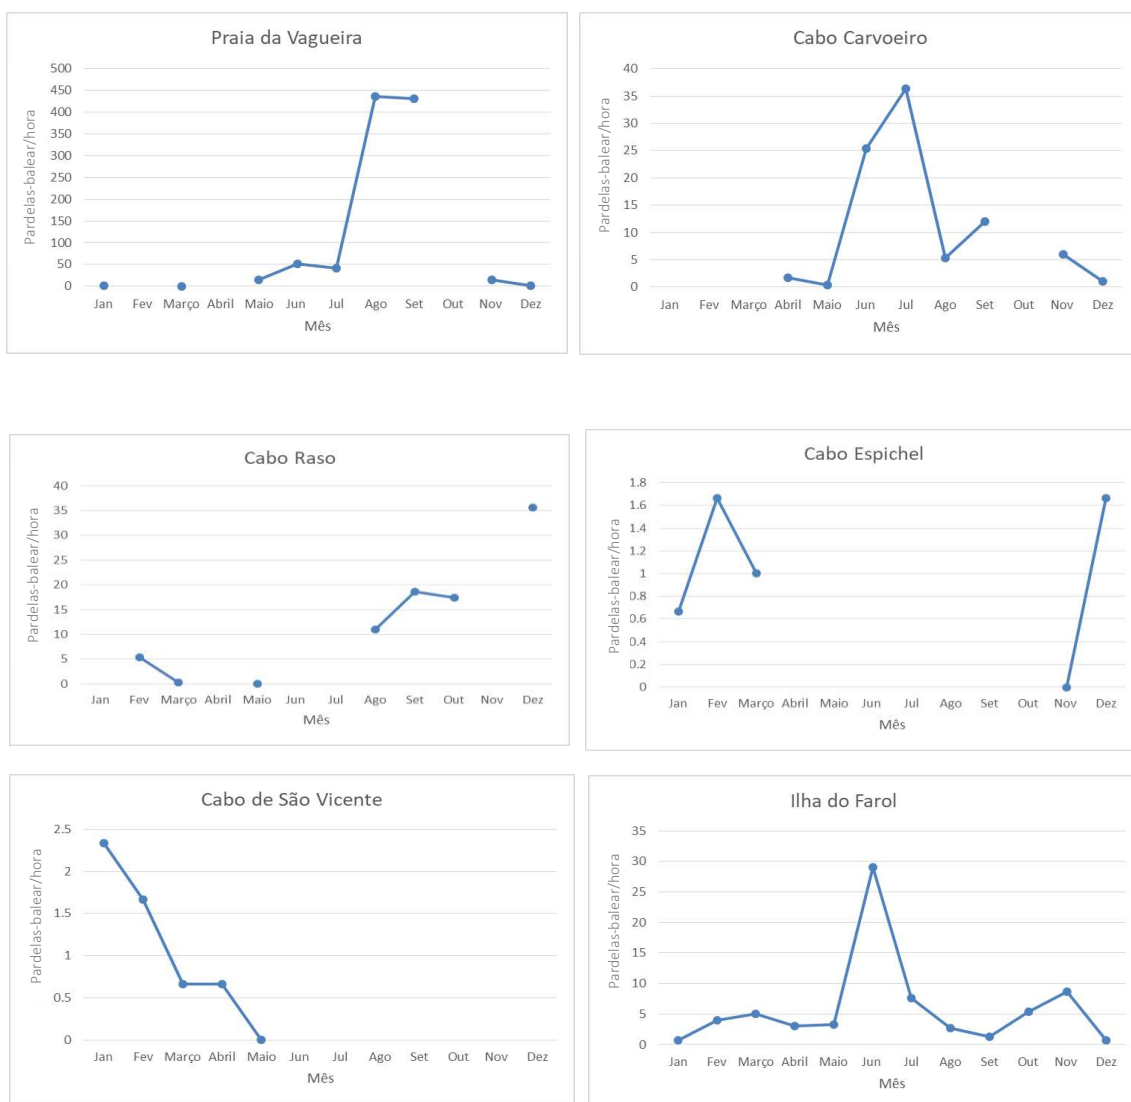 Praia da Vagueira
Pardelas-balear/hora
500
450
400
350
300
250
200
150
100
50
0
Jan Fev Março Abril Maio Jun Jul Ago Set Out Nov Dez
Mês
Cabo Carvoeiro
Pardelas-balear/hora
40
35
30
25
20
15
10
5
0
Jan Fev Março Abril Maio Jun Jul Ago Set Out Nov Dez
Mês
Cabo Raso
Pardelas-balear/hora
40
35
30
25
20
15
10
5
0
Jan Fev Março Abril Maio Jun Jul Ago Set Out Nov Dez
Mês
Cabo Espichel
Pardelas-balear/hora
1.8
1.6
1.4
1.2
1
0.8
0.6
0.4
0.2
0
Jan Fev Março Abril Maio Jun Jul Ago Set Out Nov Dez
Mês
Cabo de São Vicente
Pardelas-balear/hora
2.5
2
1.5
1
0.5
0
Jan Fev Março Abril Maio Jun Jul Ago Set Out Nov Dez
Mês
Ilha do Farol
Pardelas-balear/hora
35
30
25
20
15
10
5
0
Jan Fev Março Abril Maio Jun Jul Ago Set Out Nov Dez
Mês